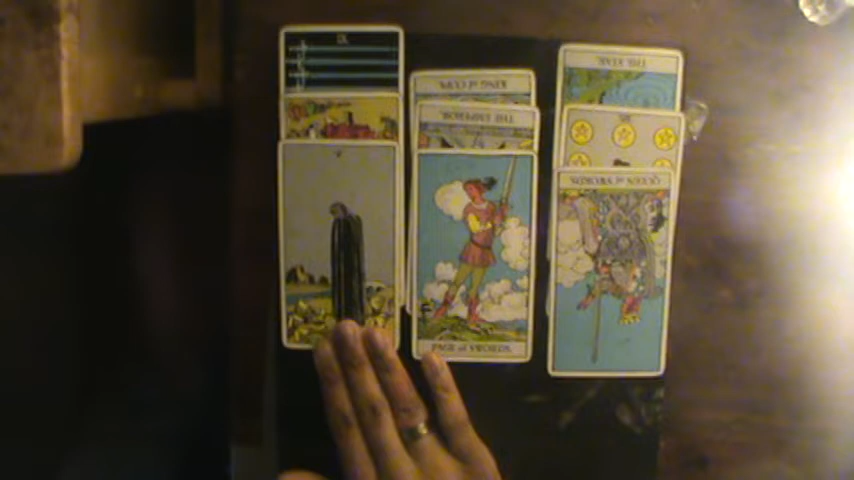 IX
V
KING of CUPS
THE EMPEROR
PAGE of SWORDS
THE STAR
QUEEN of SWORDS